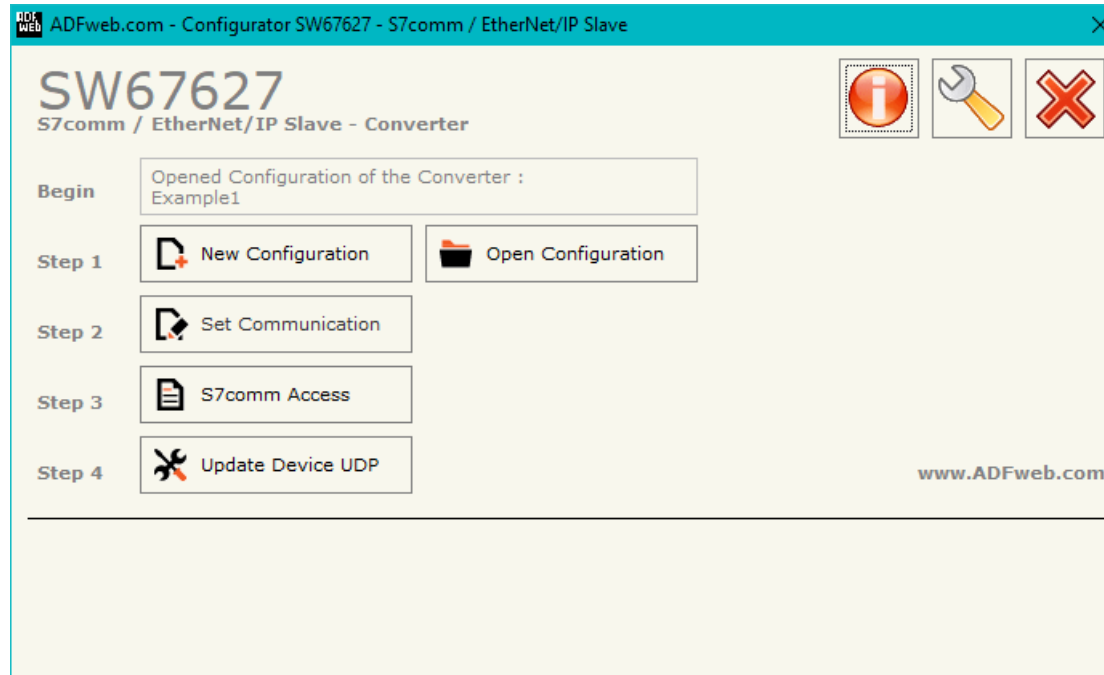 ADF
WEB
ADFweb.com - Configurator SW67627 - S7comm / EtherNet/IP Slave
SW67627
S7comm / EtherNet/IP Slave - Converter
Begin
Opened Configuration of the Converter :
Example1
Step 1
New Configuration
Open Configuration
Step 2
Set Communication
Step 3
S7comm Access
Step 4
Update Device UDP
www.ADFweb.com